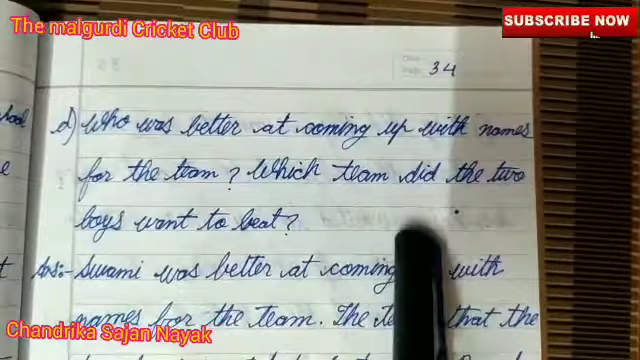 The malgurdi Cricket Club
SUBSCRIBE NOW
34
d) Who was better at coming up with names
for the team? Which team did the two
boys want to beat?
Ans:- Swami was better at coming with
names for the team. The that the
Chandrika Sajan Nayak